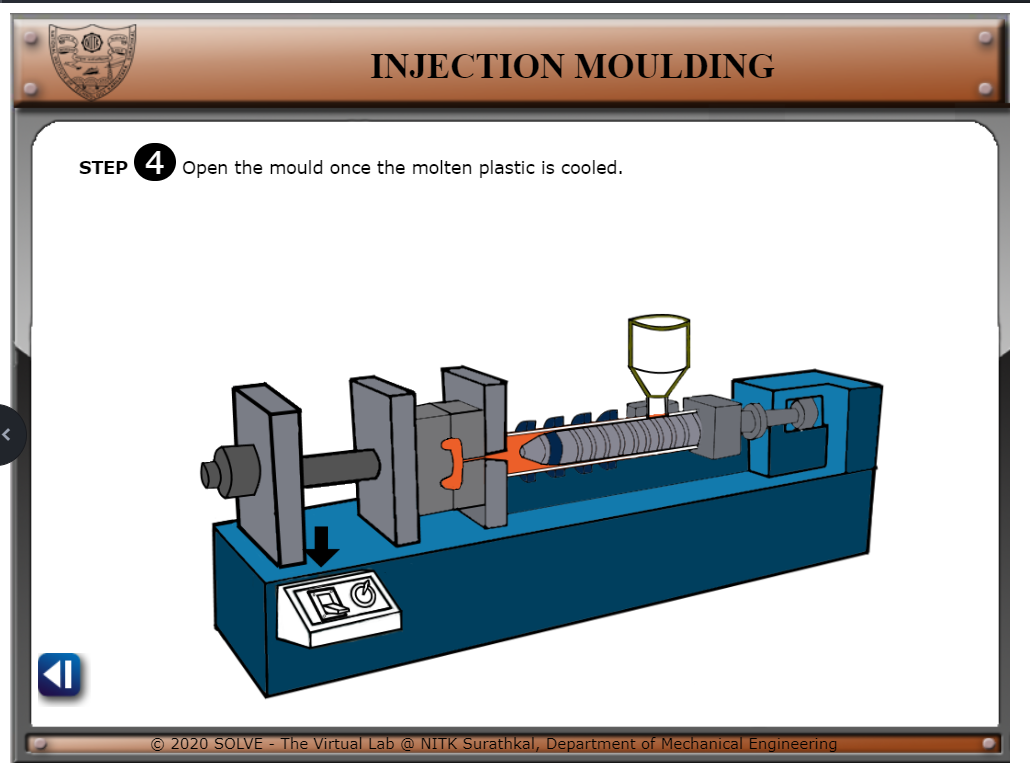 INJECTION MOULDING
STEP 4 Open the mould once the molten plastic is cooled.
© 2020 SOLVE - The Virtual Lab @ NITK Surathkal, Department of Mechanical Engineering